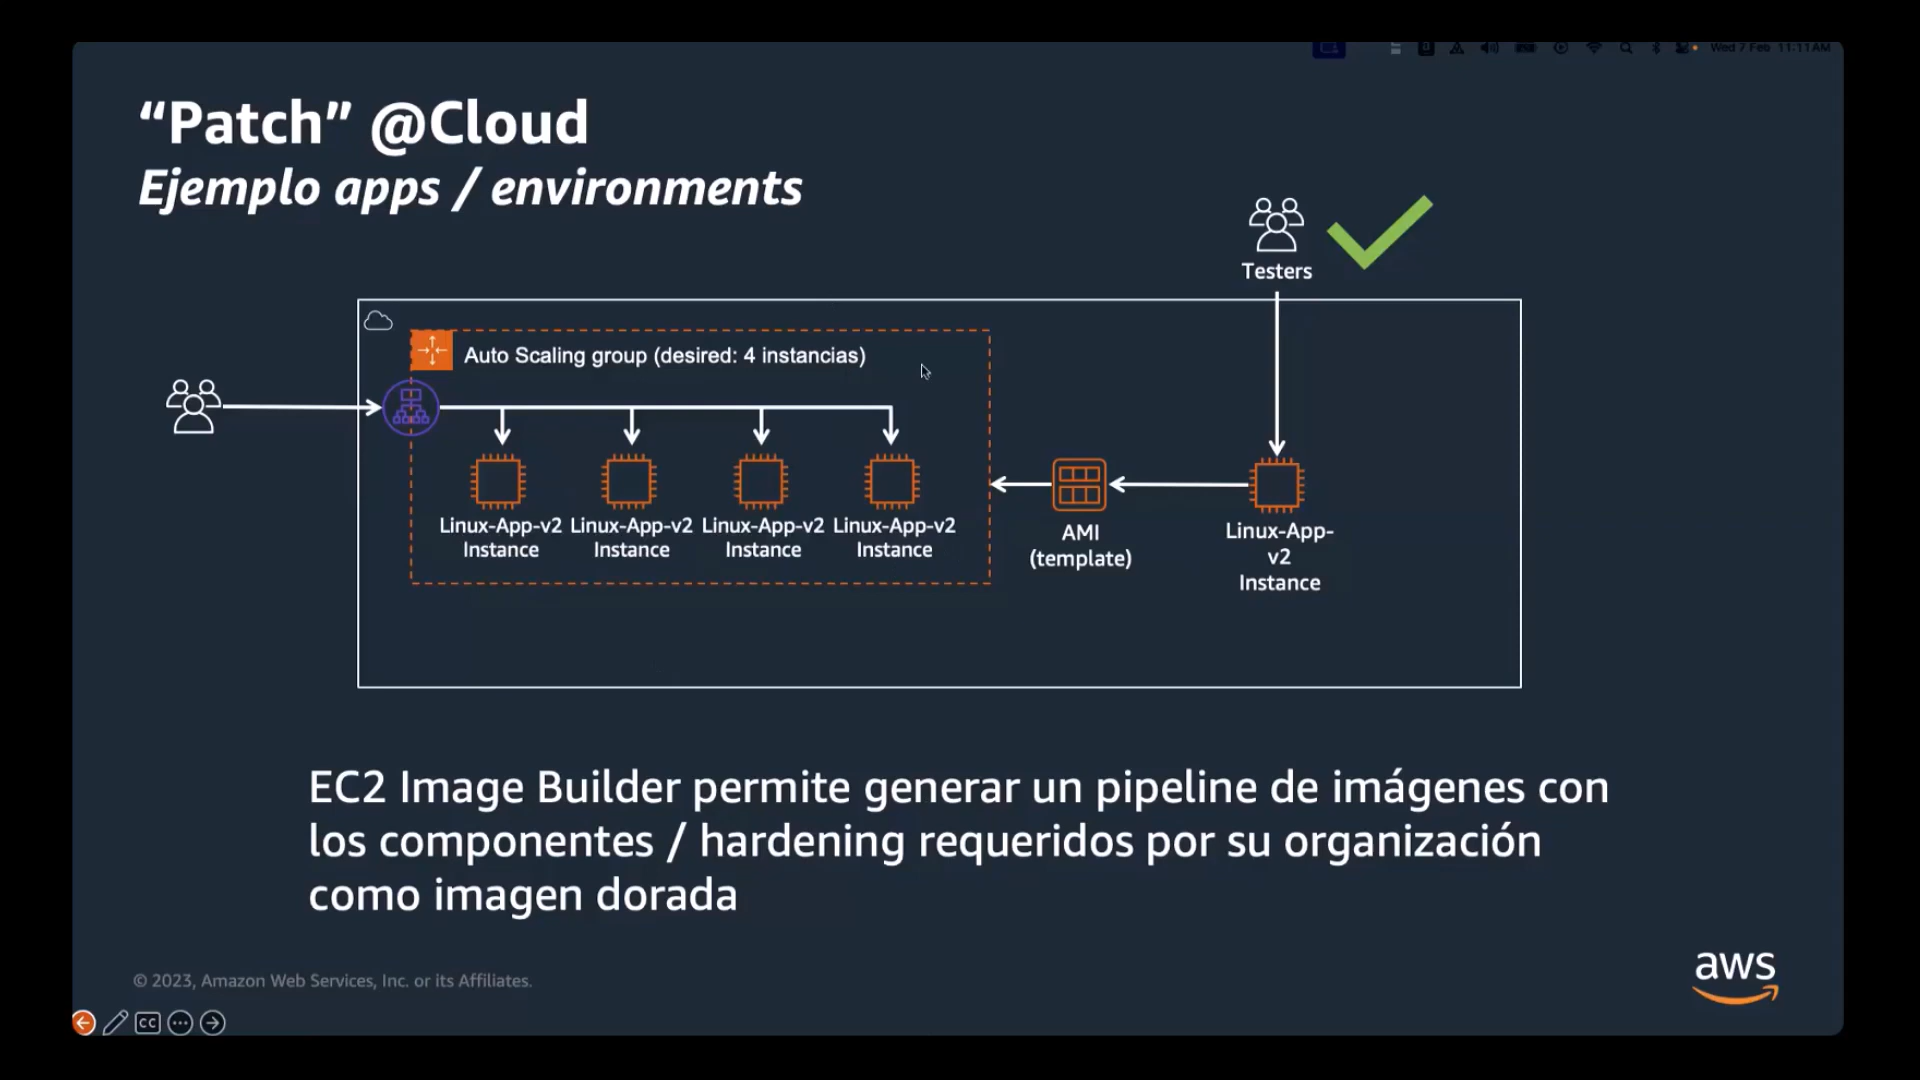 Wed 7 Feb 11:11AM
“Patch” @Cloud
Ejemplo apps / environments
Testers
Auto Scaling group (desired: 4 instancias)
Linux-App-v2 Linux-App-v2 Linux-App-v2 Linux-App-v2
Instance Instance Instance Instance
AMI
(template)
Linux-App-
v2
Instance
EC2 Image Builder permite generar un pipeline de imágenes con
los componentes / hardening requeridos por su organización
como imagen dorada
© 2023, Amazon Web Services, Inc. or its Affiliates.
aws
CC